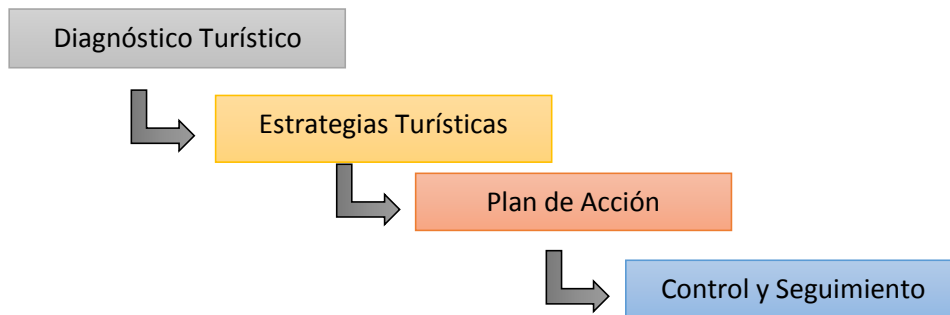 Diagnóstico Turístico
Estrategias Turísticas
Plan de Acción
Control y Seguimiento